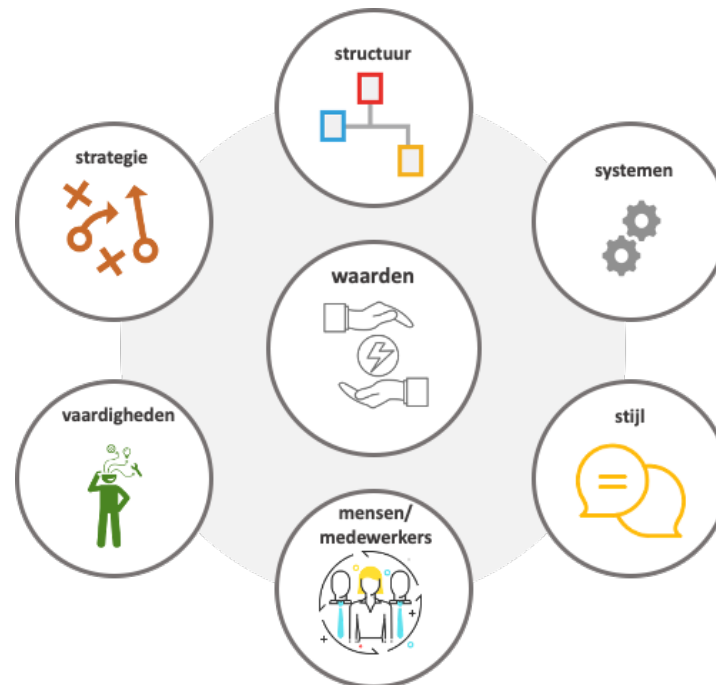 structuur
strategie
systemen
waarden
vaardigheden
stijl
mensen/
medewerkers